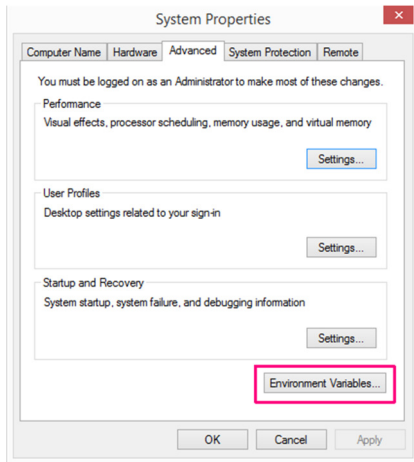 System Properties
Computer Name Hardware Advanced System Protection Remote
You must be logged on as an Administrator to make most of these changes.
Performance
Visual effects, processor scheduling, memory usage, and virtual memory
Settings...
User Profiles
Desktop settings related to your sign-in
Settings...
Startup and Recovery
System startup, system failure, and debugging information
Settings...
Environment Variables...
OK Cancel Apply